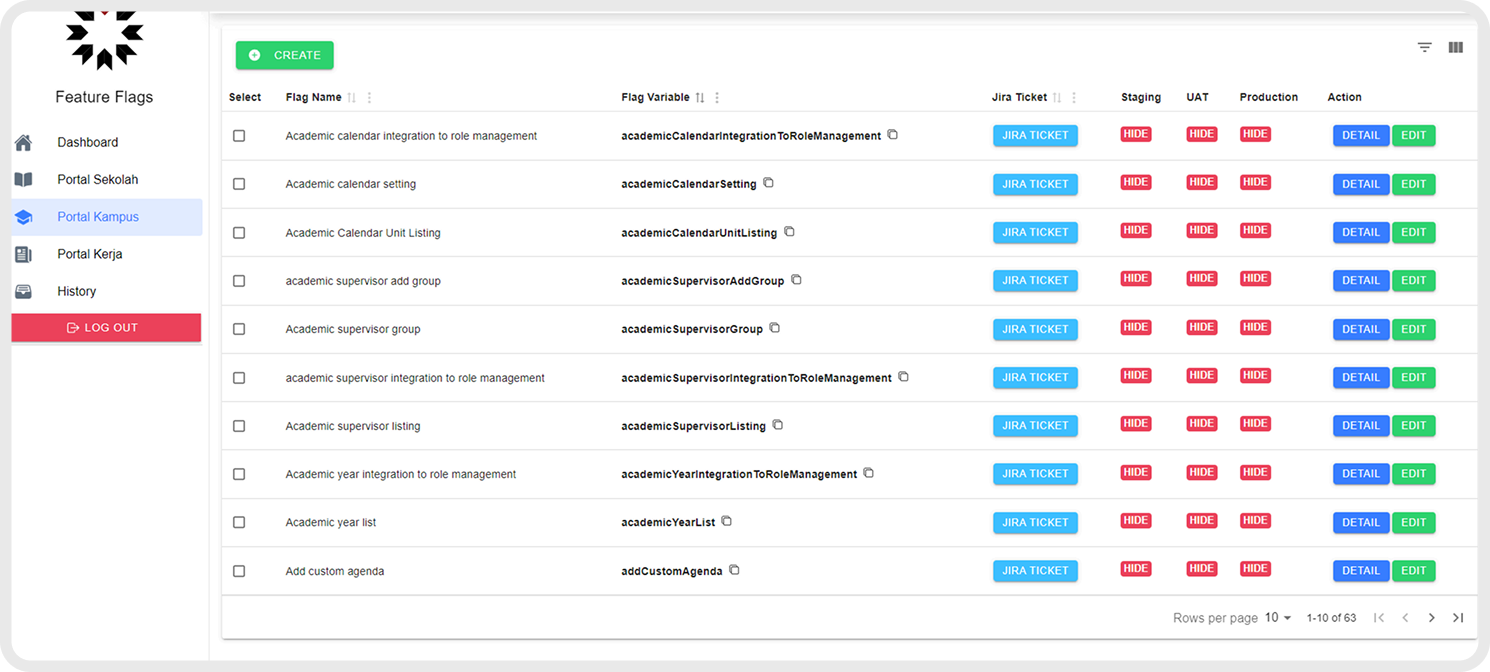 Feature Flags
Dashboard
Portal Sekolah
Portal Kampus
Portal Kerja
History
LOG OUT
CREATE
Select Flag Name Flag Variable Jira Ticket Staging UAT Production Action
Academic calendar integration to role management academicCalendarIntegrationToRoleManagement JIRA TICKET HIDE HIDE HIDE DETAIL EDIT
Academic calendar setting academicCalendarSetting JIRA TICKET HIDE HIDE HIDE DETAIL EDIT
Academic Calendar Unit Listing academicCalendarUnitListing JIRA TICKET HIDE HIDE HIDE DETAIL EDIT
academic supervisor add group academicSupervisorAddGroup JIRA TICKET HIDE HIDE HIDE DETAIL EDIT
Academic supervisor group academicSupervisorGroup JIRA TICKET HIDE HIDE HIDE DETAIL EDIT
academic supervisor integration to role management academicSupervisorIntegrationToRoleManagement JIRA TICKET HIDE HIDE HIDE DETAIL EDIT
Academic supervisor listing academicSupervisorListing JIRA TICKET HIDE HIDE HIDE DETAIL EDIT
Academic year integration to role management academicYearIntegrationToRoleManagement JIRA TICKET HIDE HIDE HIDE DETAIL EDIT
Academic year list academicYearList JIRA TICKET HIDE HIDE HIDE DETAIL EDIT
Add custom agenda addCustomAgenda JIRA TICKET HIDE HIDE HIDE DETAIL EDIT
Rows per page 10 1-10 of 63